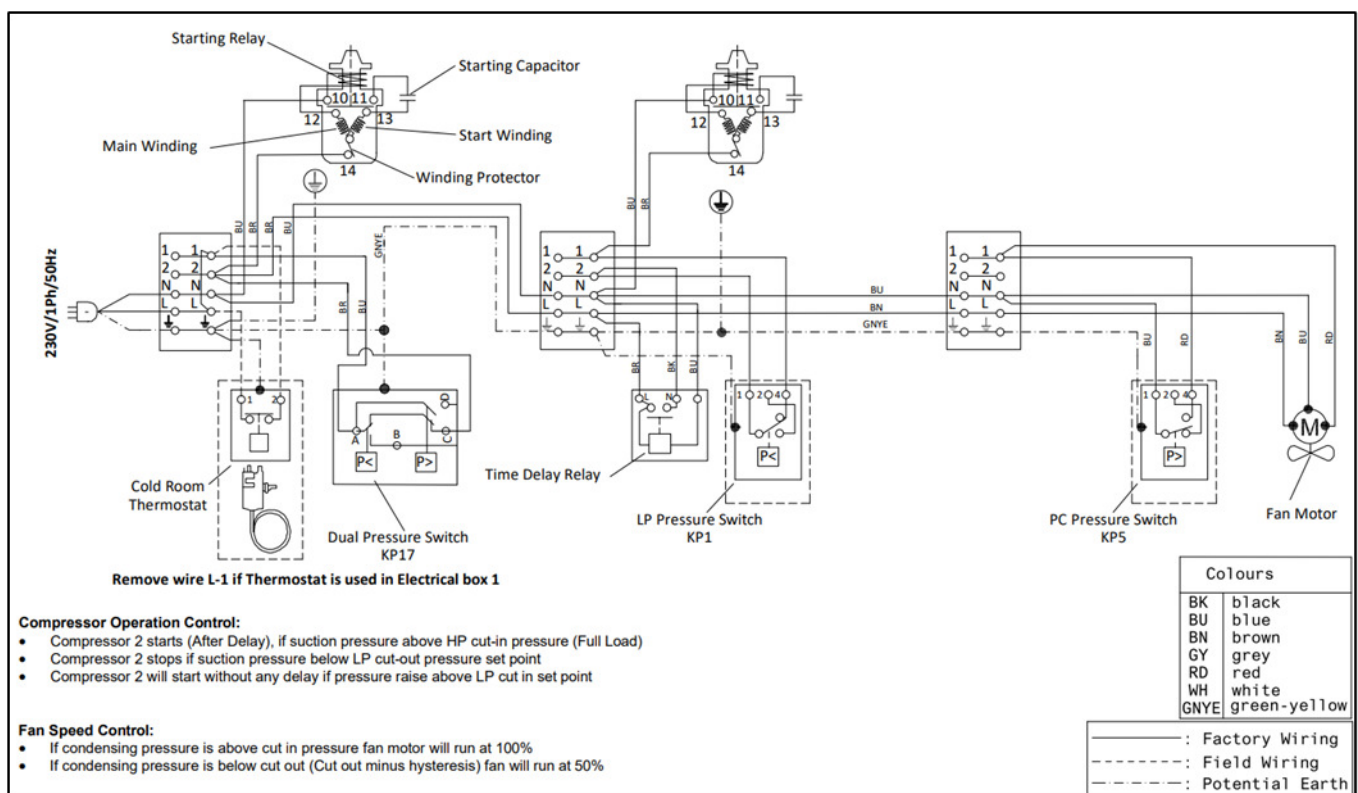 Starting Relay
Starting Capacitor
10 11
10 11
12 13
12 13
Main Winding
Start Winding
14
14
Winding Protector
BU
BR
BR
BU
GNYE
BU
BR
230V/1Ph/50Hz
1 1
2 2
N N
L L
1 1
2 2
N N
L L
1 1
2 2
N N
L L
BU
BN
GNYE
BR
BU
BR
BK
BU
BU
RD
BN
BU
RD
1 2
A B C D
P< P>
L N
1 2 4
P<
1 2 4
P>
M
Cold Room
Thermostat
Dual Pressure Switch
KP17
Time Delay Relay
LP Pressure Switch
KP1
PC Pressure Switch
KP5
Fan Motor
Remove wire L-1 if Thermostat is used in Electrical box 1
Compressor Operation Control:
• Compressor 2 starts (After Delay), if suction pressure above HP cut-in pressure (Full Load)
• Compressor 2 stops if suction pressure below LP cut-out pressure set point
• Compressor 2 will start without any delay if pressure raise above LP cut in set point
Fan Speed Control:
• If condensing pressure is above cut in pressure fan motor will run at 100%
• If condensing pressure is below cut out (Cut out minus hysteresis) fan will run at 50%
Colours
BK black
BU blue
BN brown
GY grey
RD red
WH white
GNYE green-yellow
: Factory Wiring
: Field Wiring
: Potential Earth